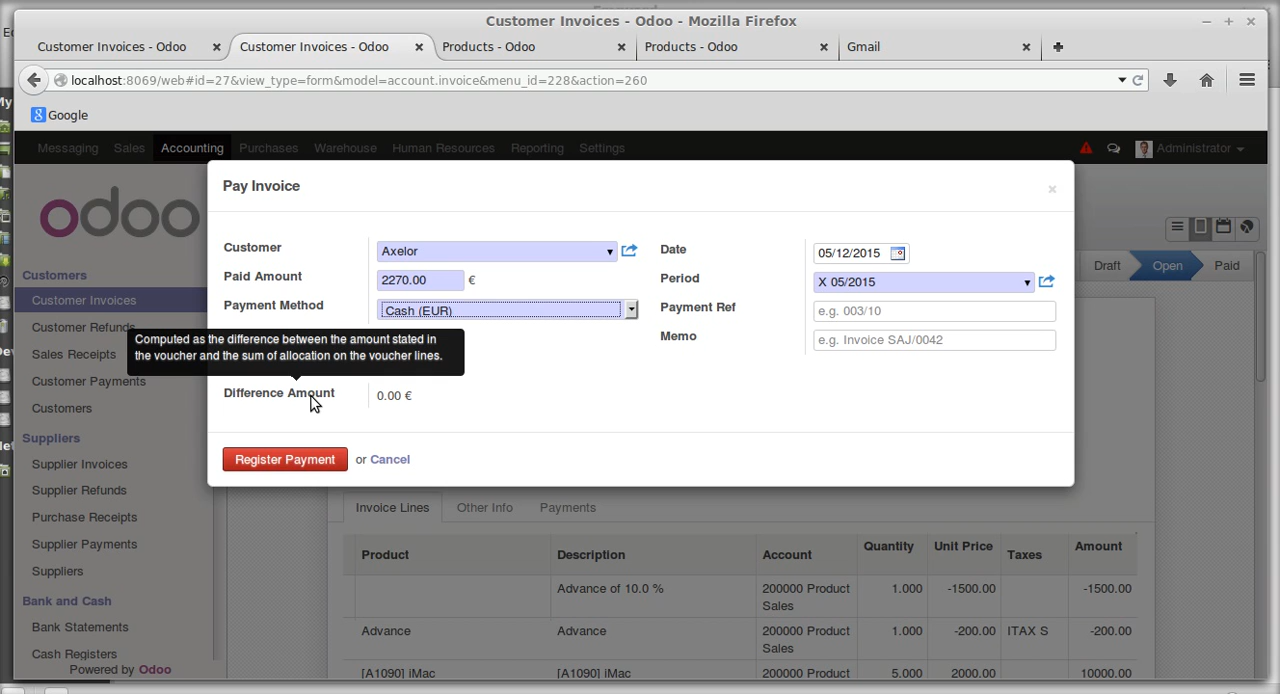 Customer Invoices - Odoo - Mozilla Firefox
Customer Invoices - Odoo
Customer Invoices - Odoo
Products - Odoo
Products - Odoo
Gmail
localhost:8069/web#id=27&view_type=form&model=account.invoice&menu_id=228&action=260
Google
Messaging Sales Accounting Purchases Warehouse Human Resources Reporting Settings Administrator
odoo
Customers
Customer Invoices
Customer Refunds
Sales Receipts
Customer Payments
Customers
Suppliers
Supplier Invoices
Supplier Refunds
Purchase Receipts
Supplier Payments
Suppliers
Bank and Cash
Bank Statements
Cash Registers
Powered by Odoo
Draft Open Paid
Pay Invoice
Customer Axelor
Paid Amount 2270.00 €
Payment Method Cash (EUR)
Date 05/12/2015
Period X 05/2015
Payment Ref e.g. 003/10
Memo e.g. Invoice SAJ/0042
Computed as the difference between the amount stated in
the voucher and the sum of allocation on the voucher lines.
Difference Amount 0.00 €
Register Payment or Cancel
Invoice Lines Other Info Payments
Product Description Account Quantity Unit Price Taxes Amount
Advance of 10.0 % 200000 Product 1.000 -1500.00 -1500.00
Sales
Advance Advance 200000 Product 1.000 -200.00 ITAX S -200.00
Sales
[A1090] iMac [A1090] iMac 200000 Product 5.000 2000.00 10000.00